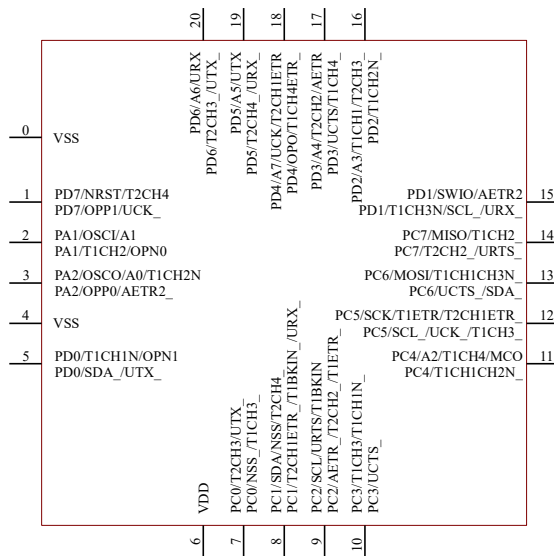 20
19
18
17
16
PD6/A6/URX
PD6/T2CH3_/UTX_
PD5/A5/UTX
PD5/T2CH4_/URX_
PD4/A7/UCK/T2CH1ETR
PD4/OPO/T1CH4ETR_
PD3/A4/T2CH2/AETR
PD3/UCTS/T1CH4_
PD2/A3/T1CH1/T2CH3_
PD2/T1CH2N_
0
VSS
1
PD7/NRST/T2CH4
PD7/OPP1/UCK_
2
PA1/OSCI/A1
PA1/T1CH2/OPN0
3
PA2/OSCO/A0/T1CH2N
PA2/OPP0/AETR2_
4
VSS
5
PD0/T1CH1N/OPN1
PD0/SDA_/UTX_
PD1/SWIO/AETR2
PD1/T1CH3N/SCL_/URX_
15
PC7/MISO/T1CH2_
PC7/T2CH2_/URTS_
14
PC6/MOSI/T1CH1CH3N_
PC6/UCTS_/SDA_
13
PC5/SCK/T1ETR/T2CH1ETR_
PC5/SCL_/UCK_/T1CH3_
12
PC4/A2/T1CH4/MCO
PC4/T1CH1CH2N_
11
VDD
PC0/T2CH3/UTX_
PC0/NSS_/T1CH3_
PC1/SDA/NSS/T2CH4_
PC1/T2CH1ETR_/T1BKIN_/URX_
PC2/SCL/URTS/T1BKIN
PC2/AETR_/T2CH2_/T1ETR_
PC3/T1CH3/T1CH1N_
PC3/UCTS_
6
7
8
9
10